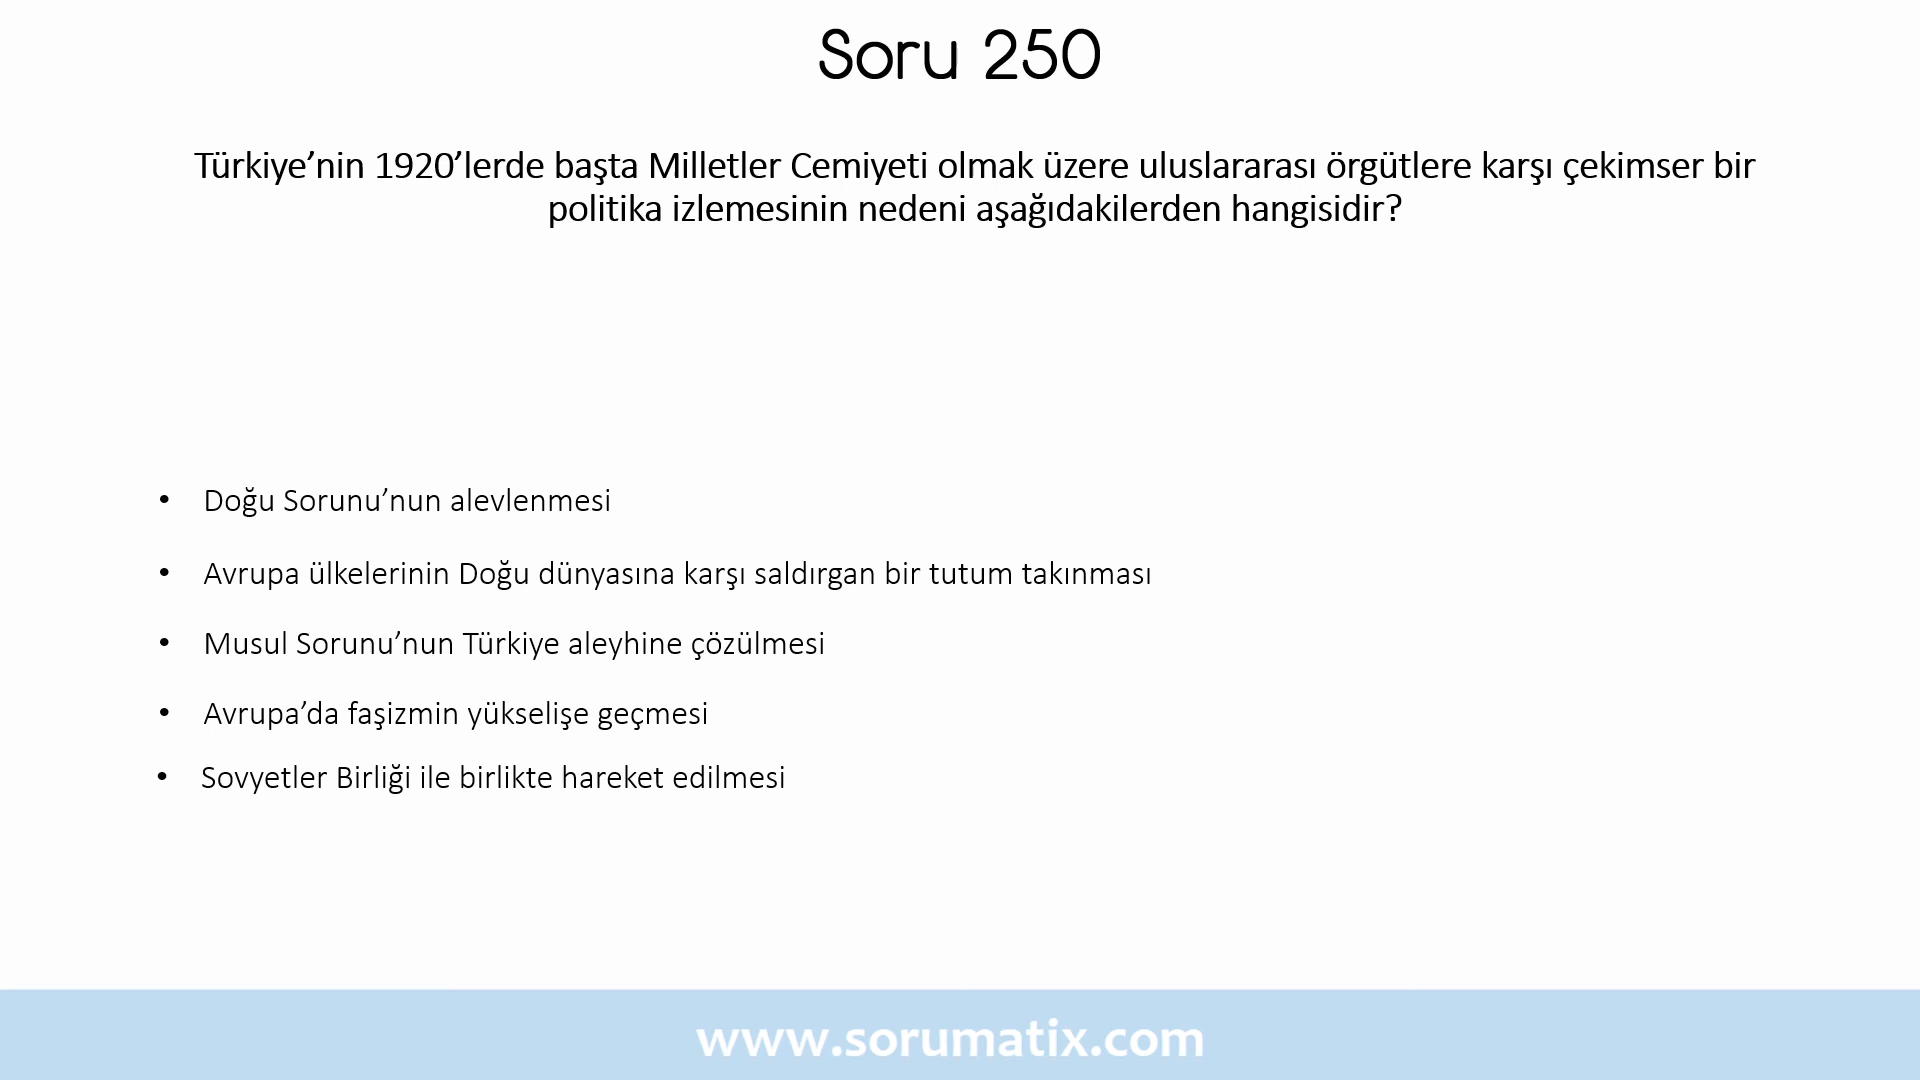 Soru 250
Türkiye’nin 1920’lerde başta Milletler Cemiyeti olmak üzere uluslararası örgütlere karşı çekimser bir
politika izlemesinin nedeni aşağıdakilerden hangisidir?
• Doğu Sorunu’nun alevlenmesi
• Avrupa ülkelerinin Doğu dünyasına karşı saldırgan bir tutum takınması
• Musul Sorunu’nun Türkiye aleyhine çözülmesi
• Avrupa’da faşizmin yükselişe geçmesi
• Sovyetler Birliği ile birlikte hareket edilmesi
www.sorumatix.com